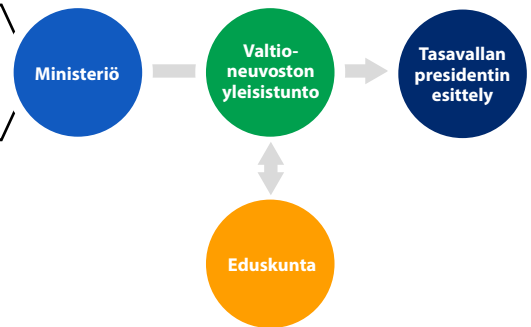 Ministeriö
Valtio-
neuvoston
yleisistunto
Tasavallan
presidentin
esittely
Eduskunta